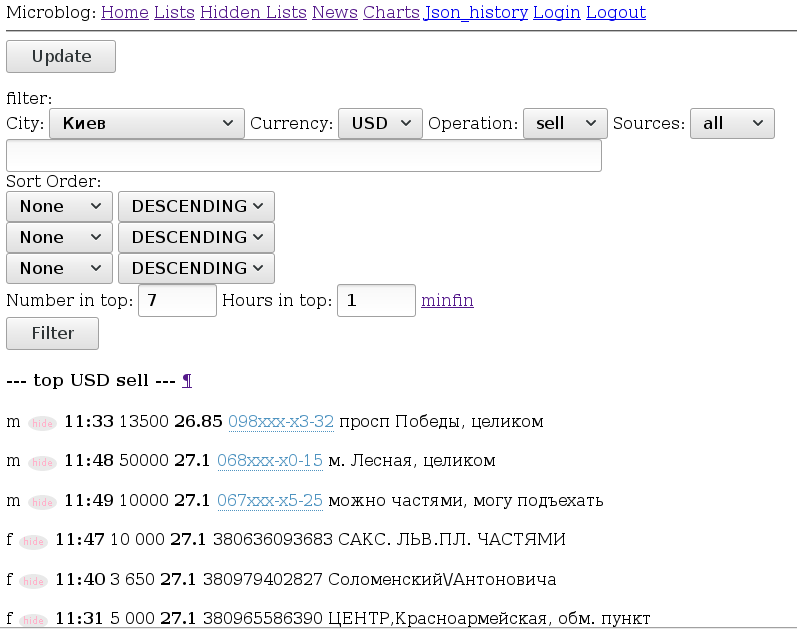 Microblog: Home Lists Hidden Lists News Charts Json_history Login Logout
Update
filter:
City: Киев Currency: USD Operation: sell Sources: all
Sort Order:
None DESCENDING
None DESCENDING
None DESCENDING
Number in top: 7 Hours in top: 1 minfin
Filter
--- top USD sell --- ¶
m hide 11:33 13500 26.85 098xxx-x3-32 просп Победы, целиком
m hide 11:48 50000 27.1 068xxx-x0-15 м. Лесная, целиком
m hide 11:49 10000 27.1 067xxx-x5-25 можно частями, могу подъехать
f hide 11:47 10 000 27.1 380636093683 САКС. ЛЬВ.ПЛ. ЧАСТЯМИ
f hide 11:40 3 650 27.1 380979402827 Соломенский\/Антоновича
f hide 11:31 5 000 27.1 380965586390 ЦЕНТР,Красноармейская, обм. пункт